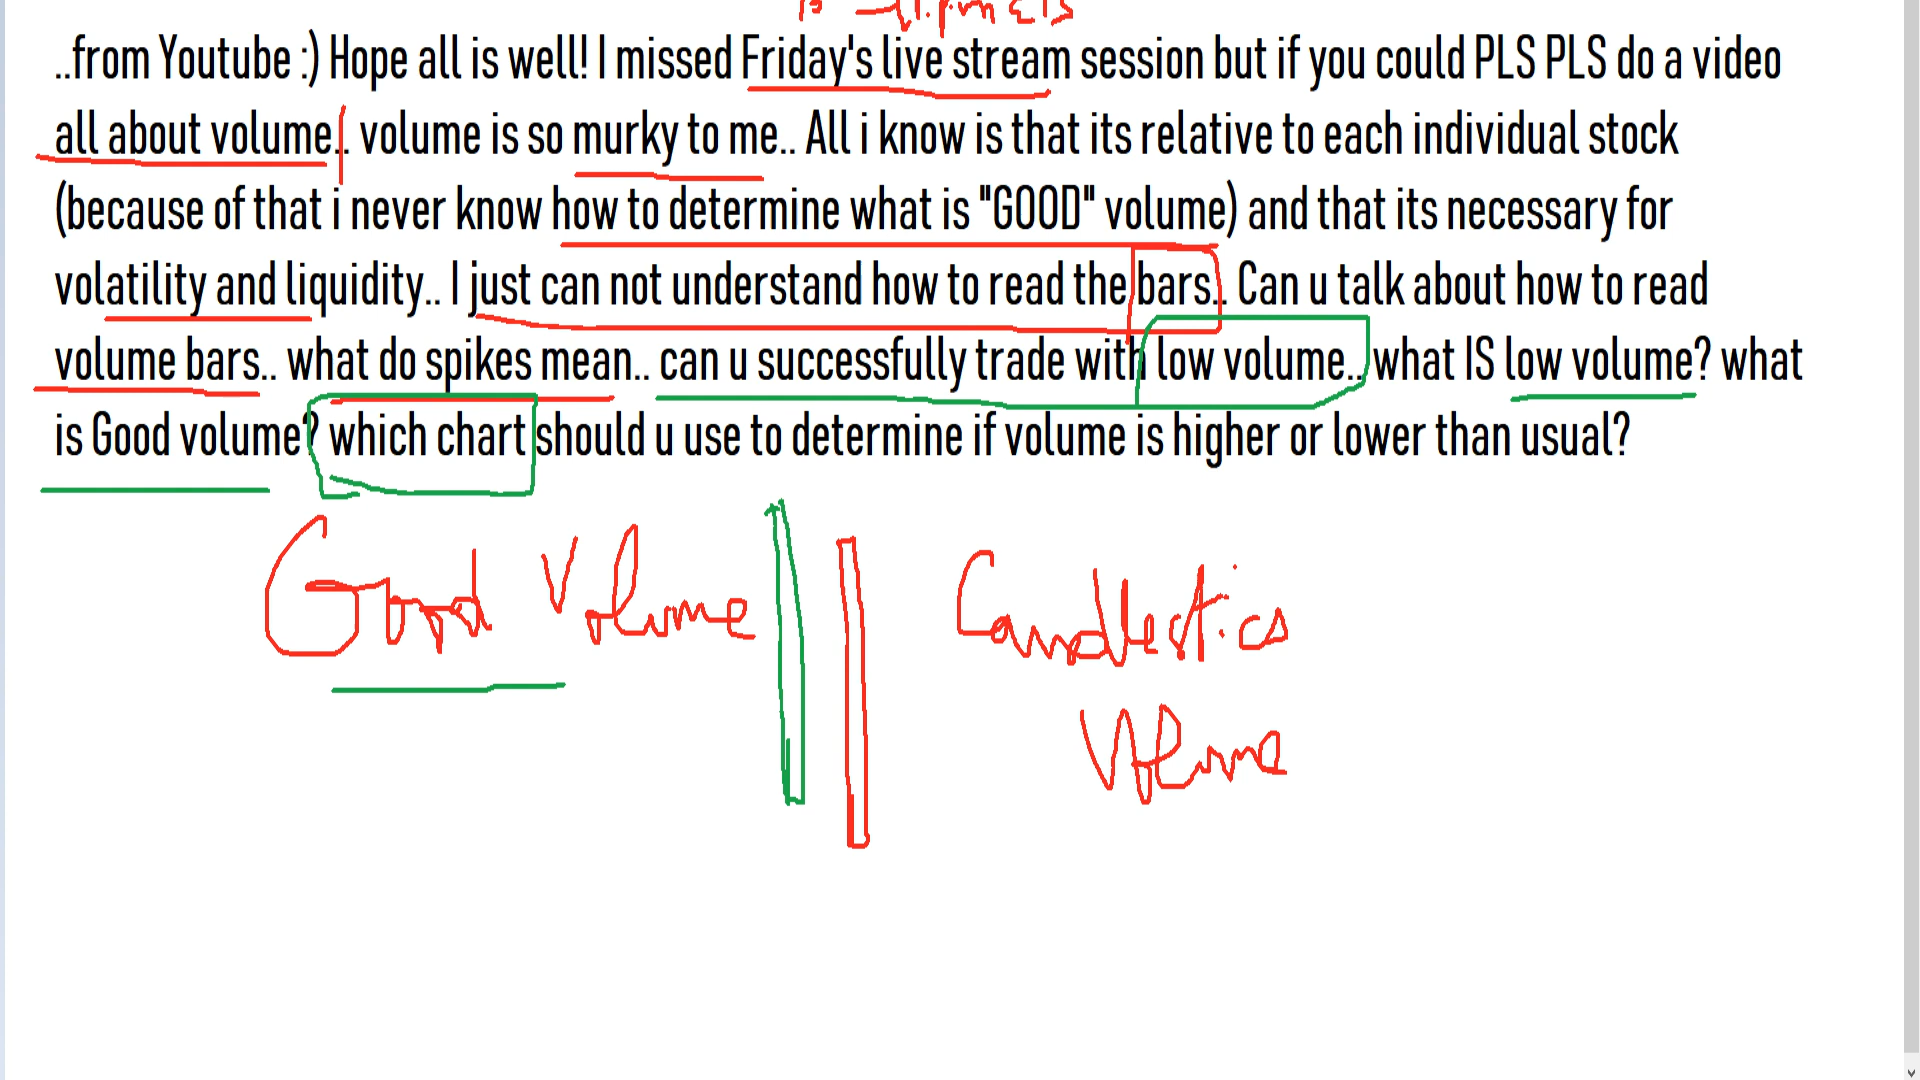 ..from Youtube :) Hope all is well! I missed Friday's live stream session but if you could PLS PLS do a video
all about volume.. volume is so murky to me.. All i know is that its relative to each individual stock
(because of that i never know how to determine what is "GOOD" volume) and that its necessary for
volatility and liquidity.. I just can not understand how to read the bars.. Can u talk about how to read
volume bars.. what do spikes mean.. can u successfully trade with low volume.. what IS low volume? what
is Good volume? which chart should u use to determine if volume is higher or lower than usual?
Good Volume
Candlestics
Volume